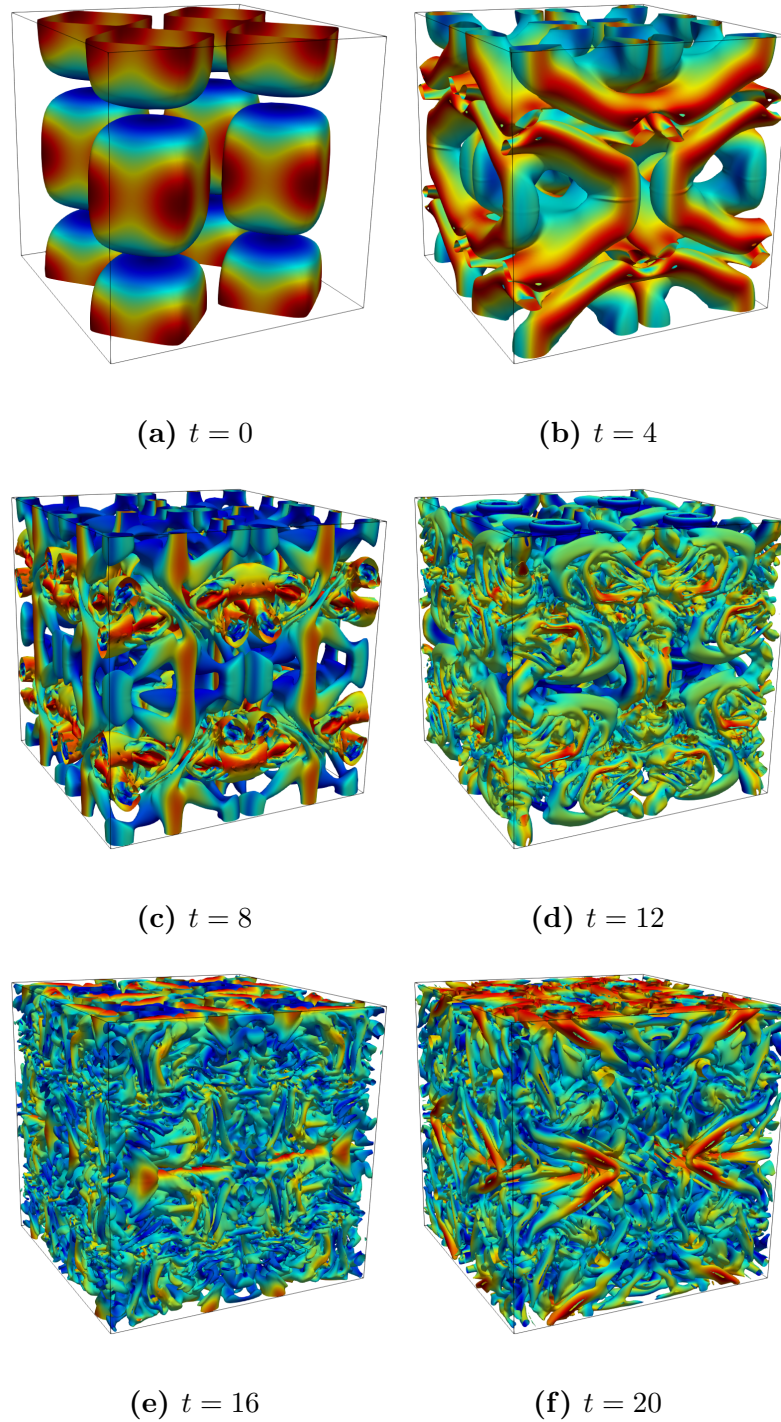 (a) t = 0
(b) t = 4
(c) t = 8
(d) t = 12
(e) t = 16
(f) t = 20